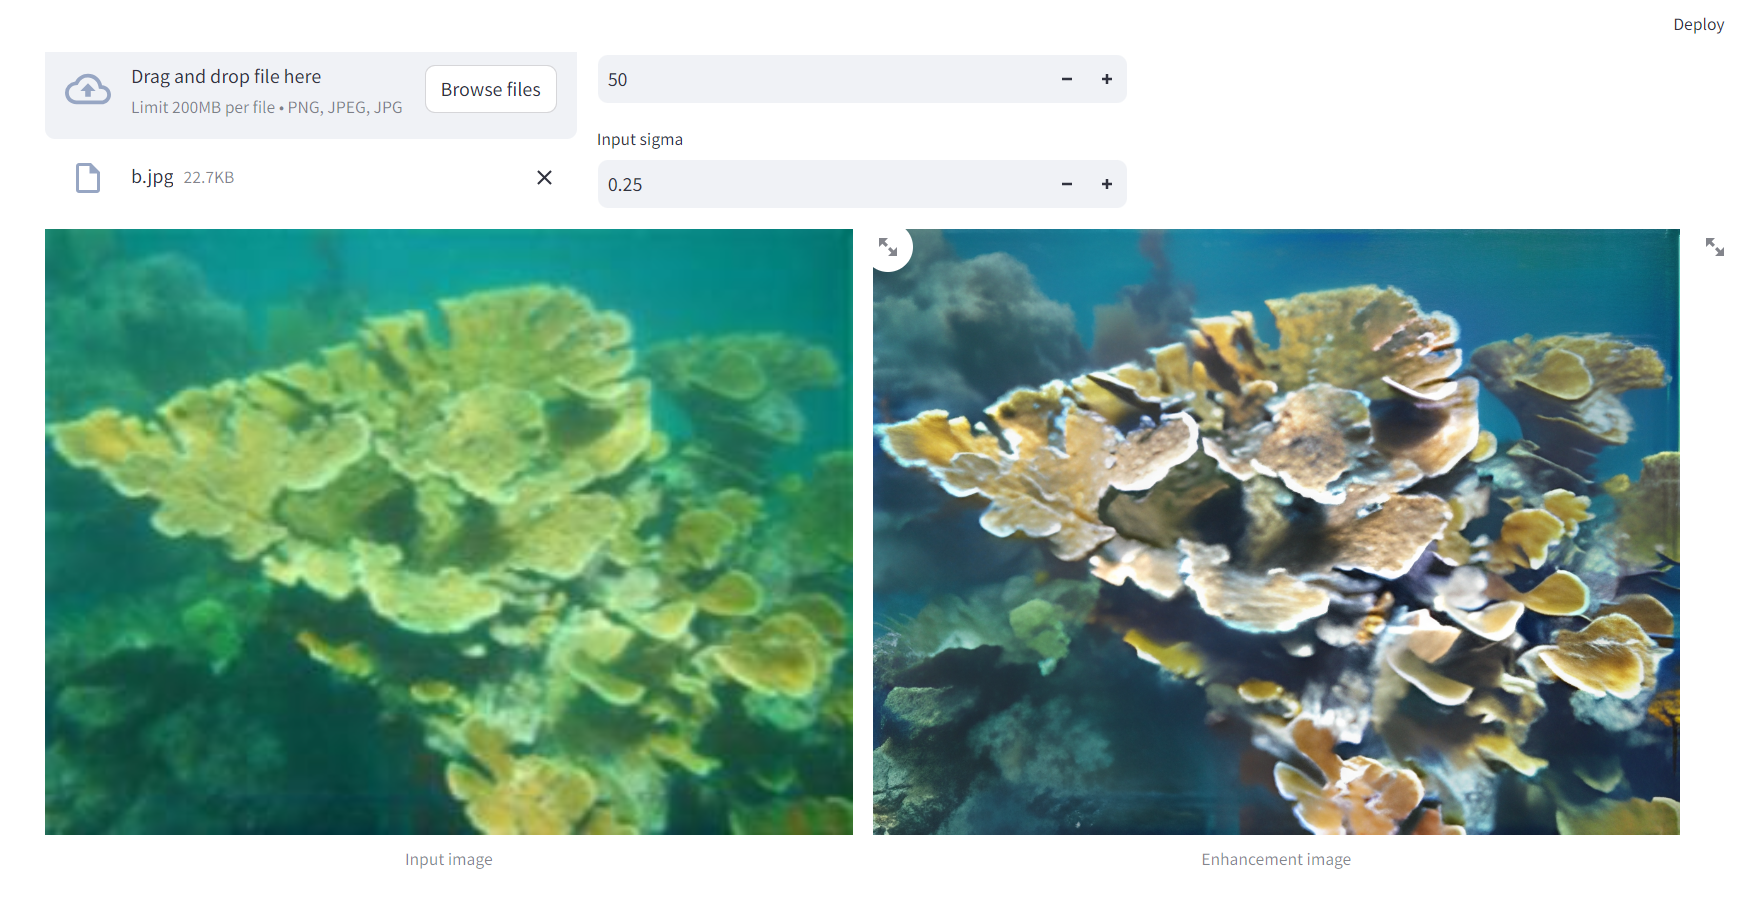 Deploy
Drag and drop file here
Limit 200MB per file • PNG, JPEG, JPG
Browse files
b.jpg 22.7KB
50
Input sigma
0.25
Input image
Enhancement image